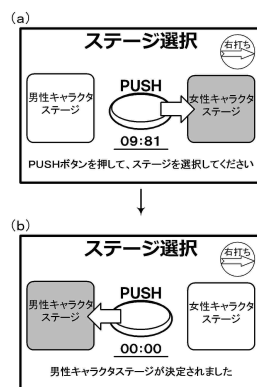 (a)
ステージ選択
右打ち
男性キャラクタ
ステージ
PUSH
女性キャラクタ
ステージ
09:81
PUSHボタンを押して、ステージを選択してください
(b)
ステージ選択
右打ち
男性キャラクタ
ステージ
PUSH
女性キャラクタ
ステージ
00:00
男性キャラクタステージが決定されました